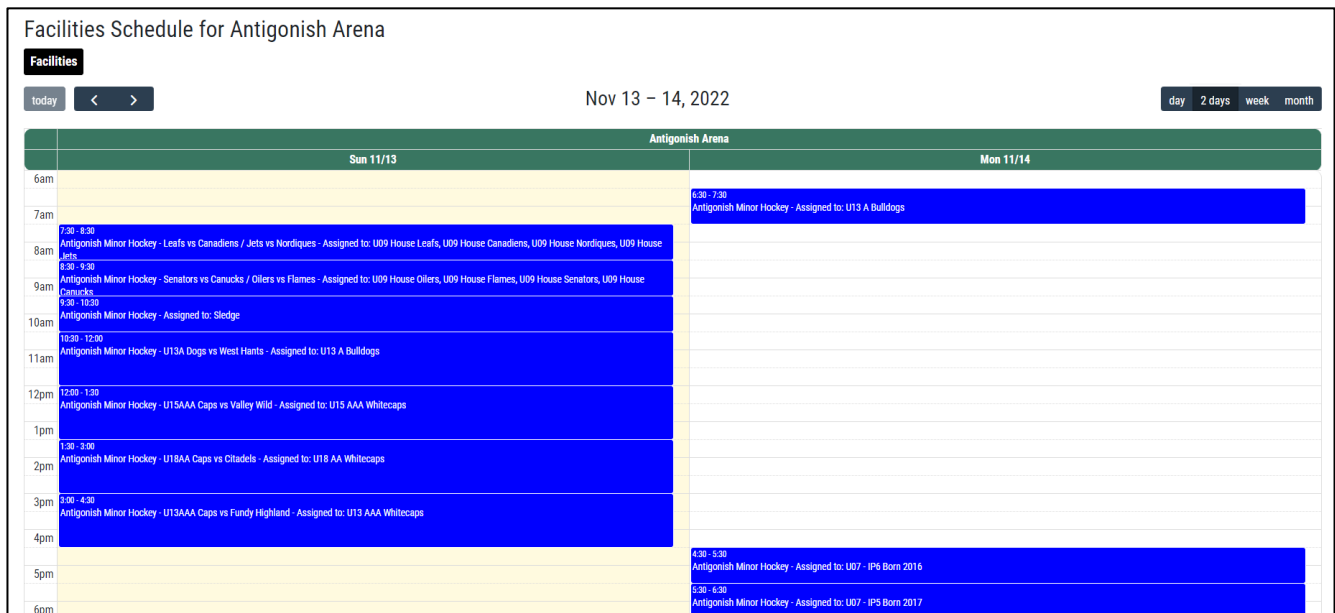 Facilities Schedule for Antigonish Arena
Facilities
today
Nov 13 – 14, 2022
day 2 days week month
Antigonish Arena
Sun 11/13
Mon 11/14
6am
6:30 - 7:30
Antigonish Minor Hockey - Assigned to: U13 A Bulldogs
7am
7:30 - 8:30
Antigonish Minor Hockey - Leafs vs Canadiens / Jets vs Nordiques - Assigned to: U09 House Leafs, U09 House Canadiens, U09 House Nordiques, U09 House
Jets
8am
8:30 - 9:30
Antigonish Minor Hockey - Senators vs Canucks / Oilers vs Flames - Assigned to: U09 House Oilers, U09 House Flames, U09 House Senators, U09 House
Canucks
9am
9:30 - 10:30
Antigonish Minor Hockey - Assigned to: Sledge
10am
10:30 - 12:00
Antigonish Minor Hockey - U13A Dogs vs West Hants - Assigned to: U13 A Bulldogs
11am
12pm
12:00 - 1:30
Antigonish Minor Hockey - U15AAA Caps vs Valley Wild - Assigned to: U15 AAA Whitecaps
1pm
1:30 - 3:00
Antigonish Minor Hockey - U18AA Caps vs Citadels - Assigned to: U18 AA Whitecaps
2pm
3pm
3:00 - 4:30
Antigonish Minor Hockey - U13AAA Caps vs Fundy Highland - Assigned to: U13 AAA Whitecaps
4pm
4:30 - 5:30
Antigonish Minor Hockey - Assigned to: U07 - IP6 Born 2016
5pm
5:30 - 6:30
Antigonish Minor Hockey - Assigned to: U07 - IP5 Born 2017
6pm